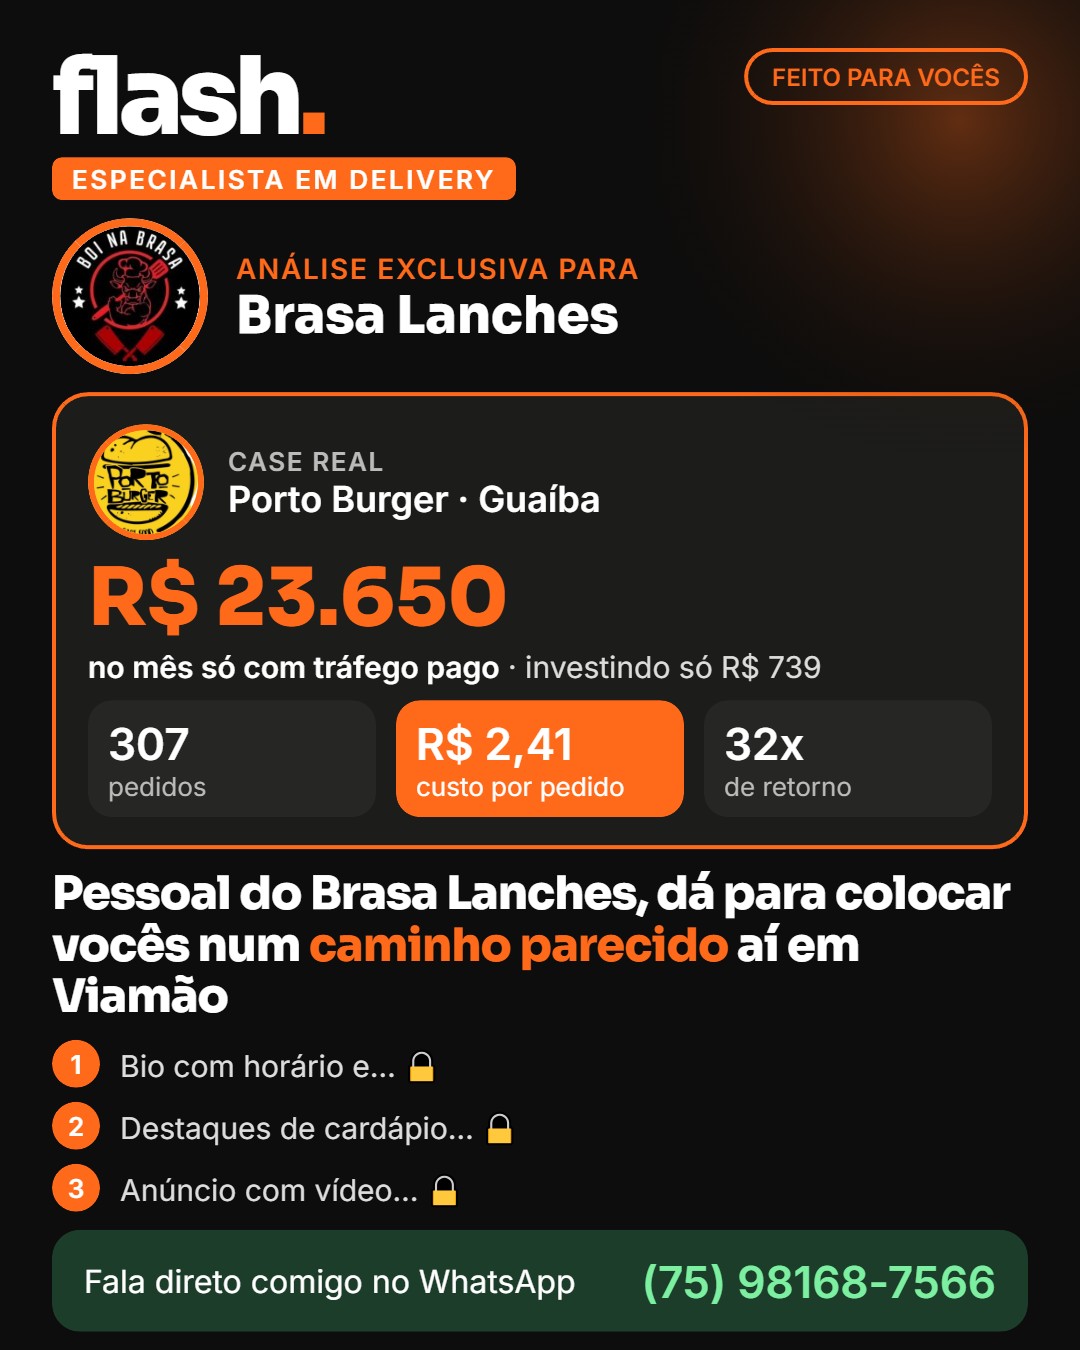 flash.
FEITO PARA VOCÊS
ESPECIALISTA EM DELIVERY
BOI NA BRASA
ANÁLISE EXCLUSIVA PARA
Brasa Lanches
PORTO
BURGER
CASE REAL
Porto Burger · Guaíba
R$ 23.650
no mês só com tráfego pago · investindo só R$ 739
307
pedidos
R$ 2,41
custo por pedido
32x
de retorno
Pessoal do Brasa Lanches, dá para colocar
vocês num caminho parecido aí em
Viamão
1 Bio com horário e... 🔒
2 Destaques de cardápio... 🔒
3 Anúncio com vídeo... 🔒
Fala direto comigo no WhatsApp (75) 98168-7566